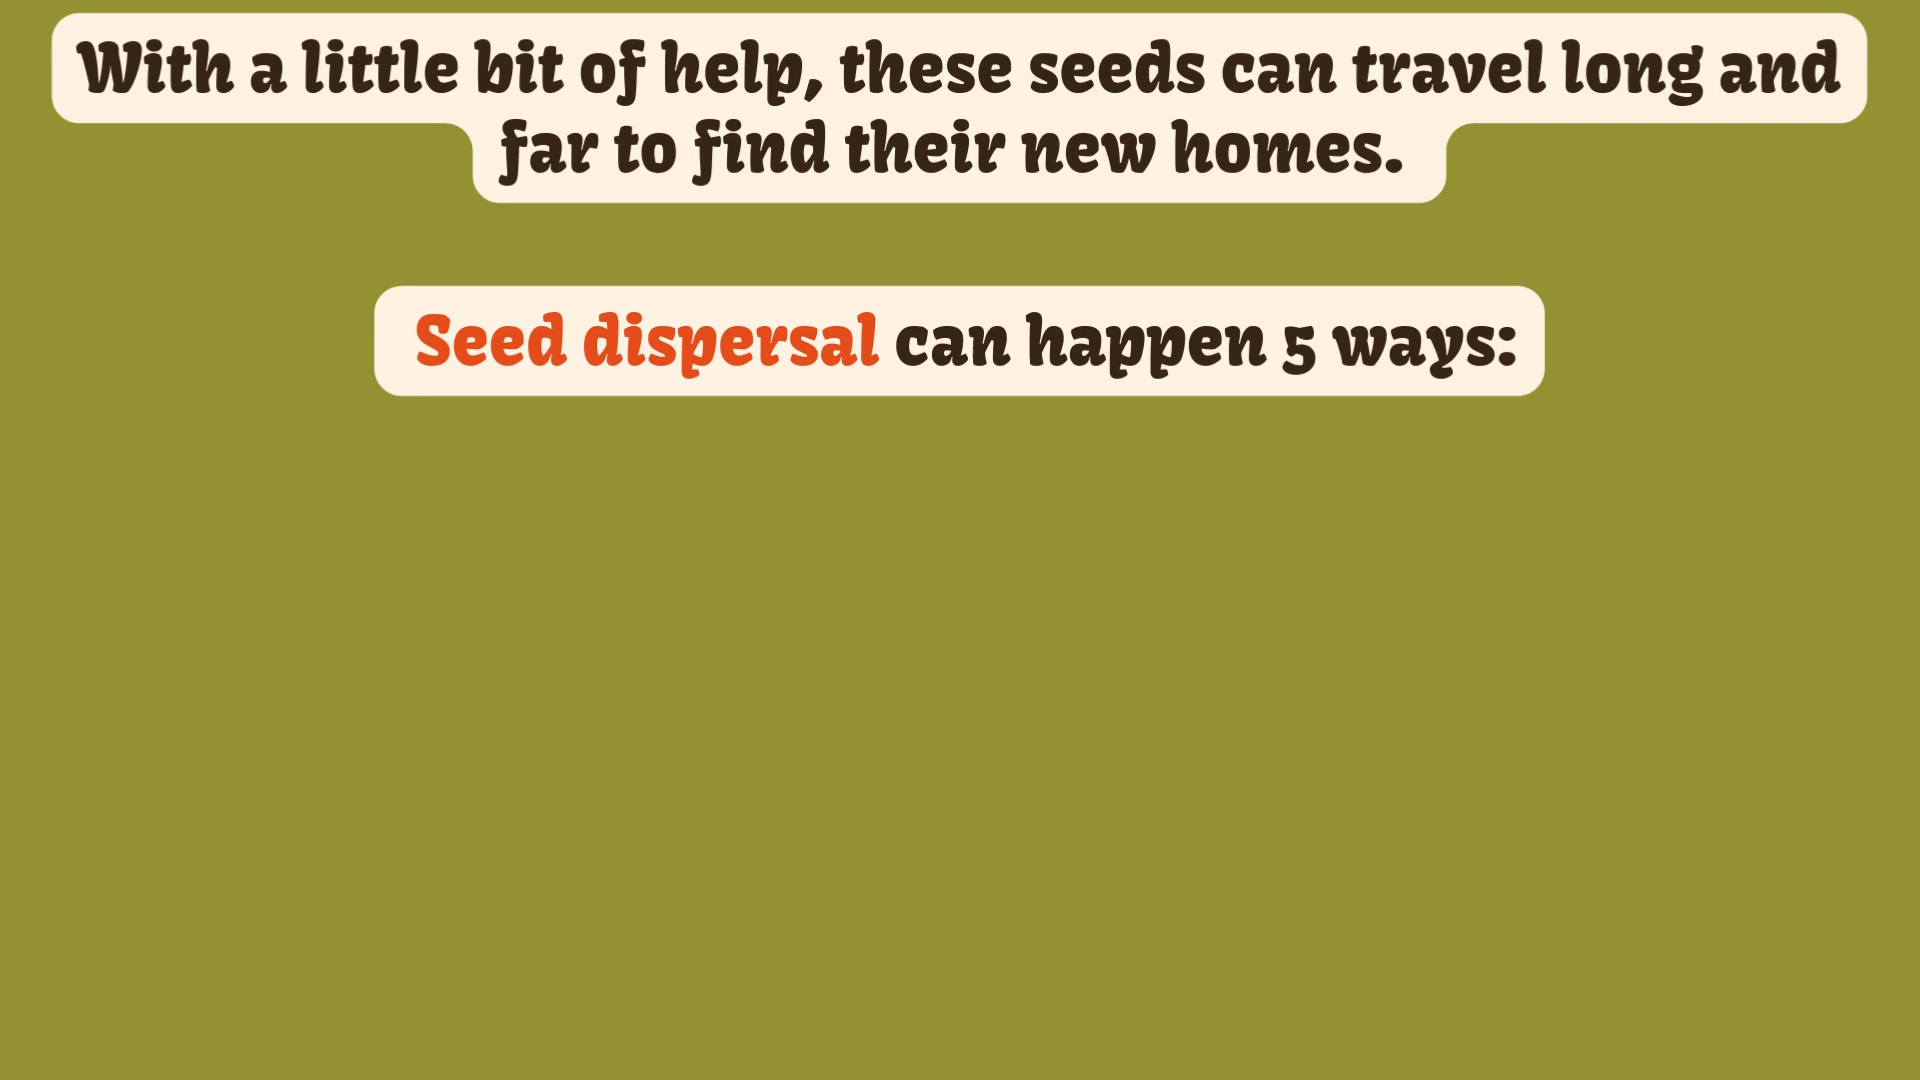 With a little bit of help, these seeds can travel long and
far to find their new homes.
Seed dispersal can happen 5 ways: